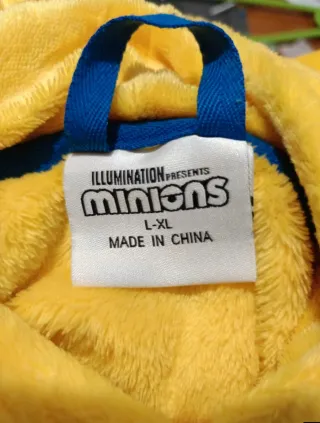 ILLUMINATION PRESENTS
minions
L-XL
MADE IN CHINA